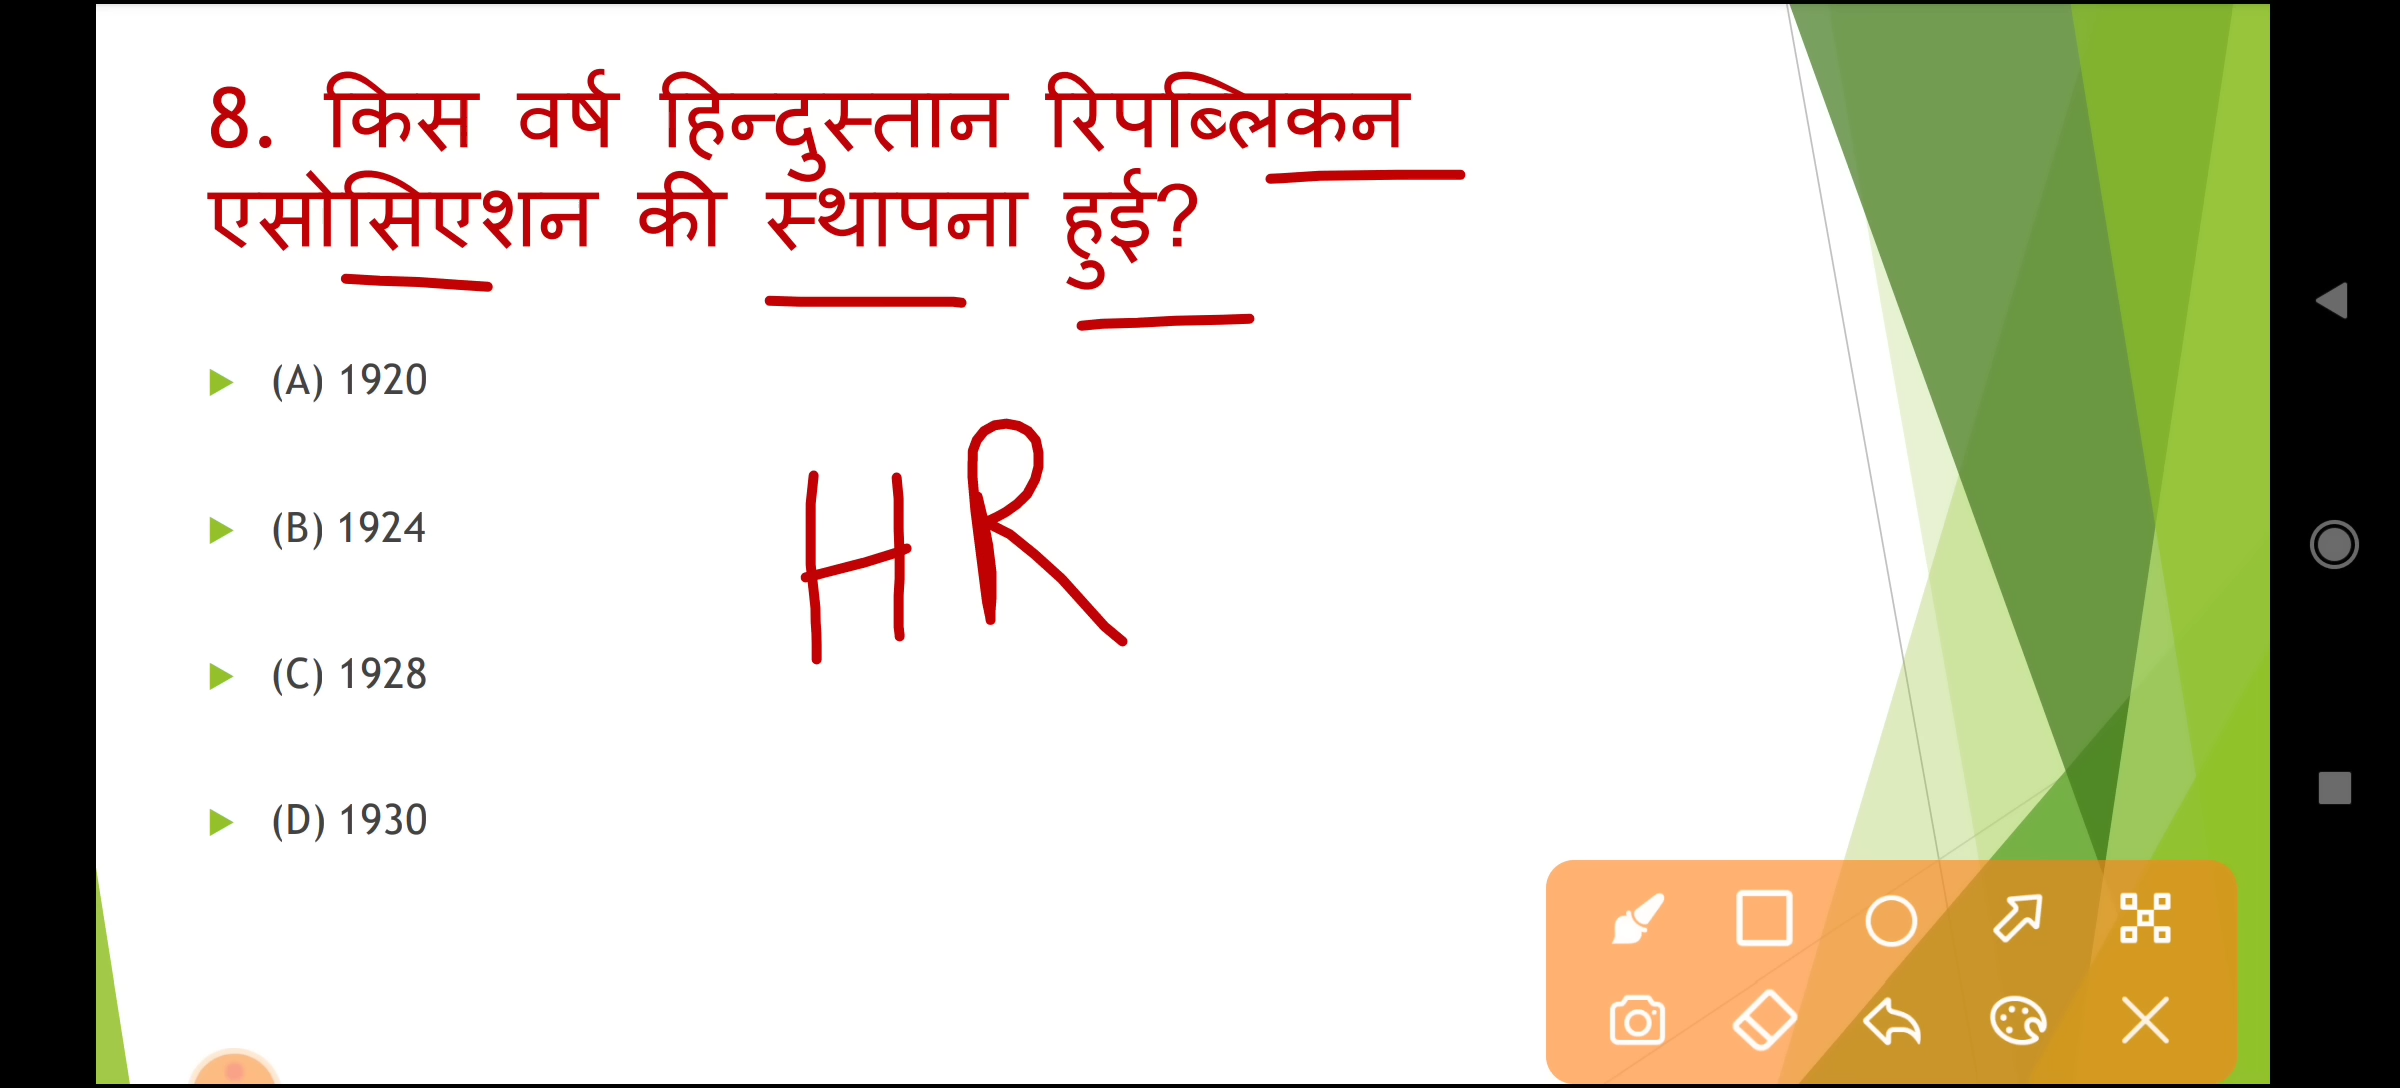 8. किस वर्ष हिन्दुस्तान रिपब्लिकन
एसोसिएशन की स्थापना हुई?
(A) 1920
(B) 1924
(C) 1928
(D) 1930
HR